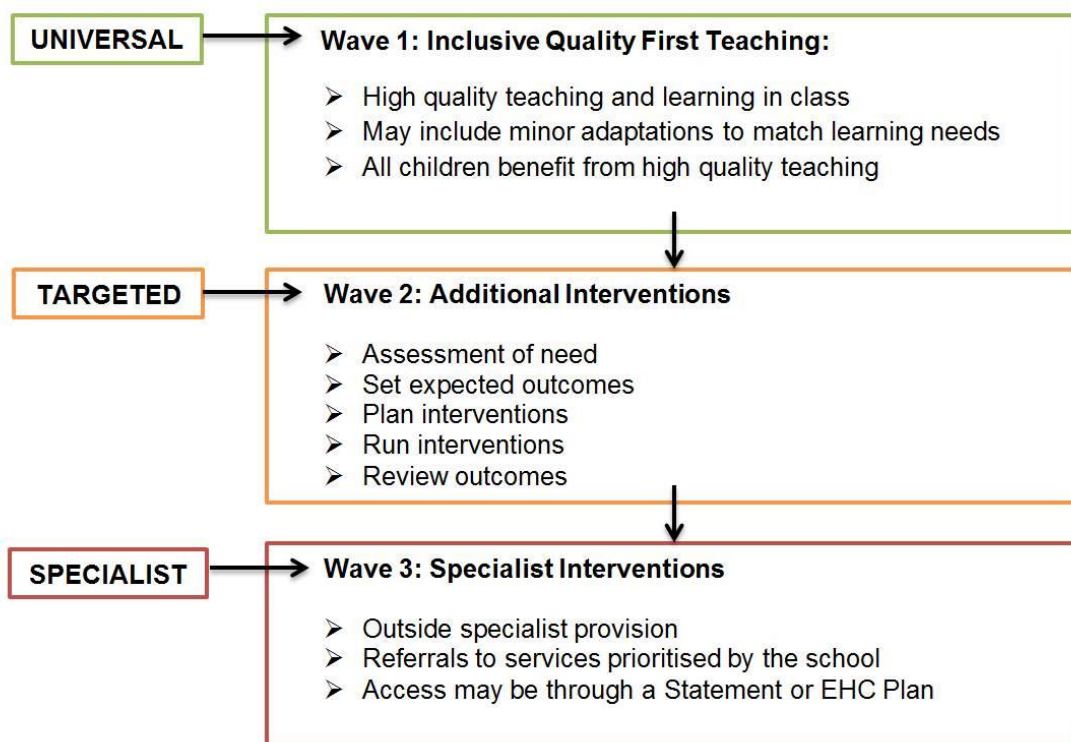 UNIVERSAL
Wave 1: Inclusive Quality First Teaching:
➢ High quality teaching and learning in class
➢ May include minor adaptations to match learning needs
➢ All children benefit from high quality teaching
TARGETED
Wave 2: Additional Interventions
➢ Assessment of need
➢ Set expected outcomes
➢ Plan interventions
➢ Run interventions
➢ Review outcomes
SPECIALIST
Wave 3: Specialist Interventions
➢ Outside specialist provision
➢ Referrals to services prioritised by the school
➢ Access may be through a Statement or EHC Plan